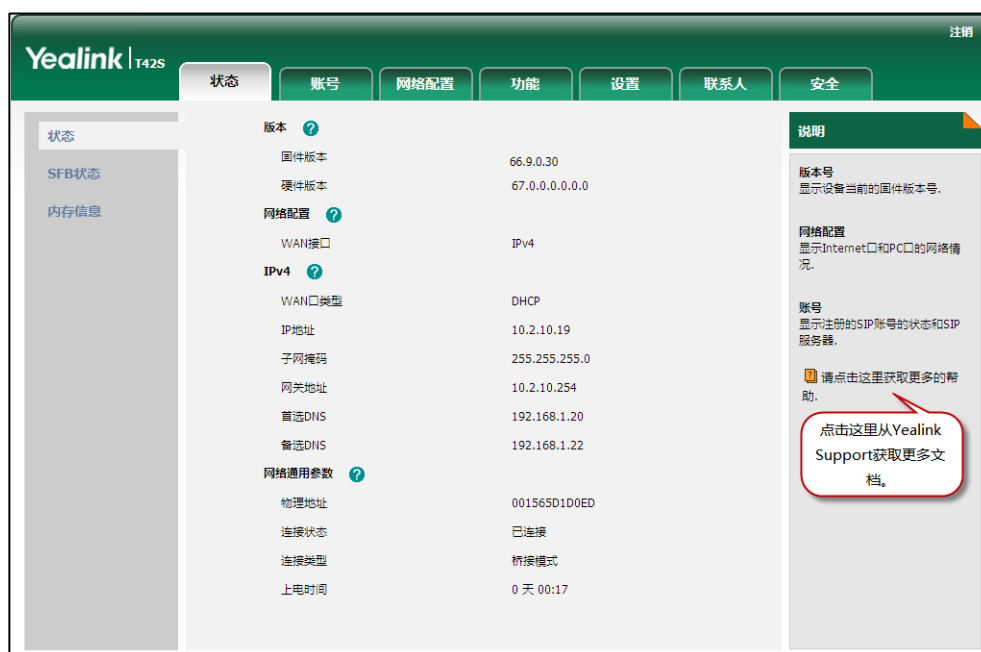 注销
Yealink | T42S
状态 账号 网络配置 功能 设置 联系人 安全
状态
SFB状态
内存信息
版本 ?
固件版本 66.9.0.30
硬件版本 67.0.0.0.0.0.0
网络配置 ?
WAN接口 IPv4
IPv4 ?
WAN口类型 DHCP
IP地址 10.2.10.19
子网掩码 255.255.255.0
网关地址 10.2.10.254
首选DNS 192.168.1.20
备选DNS 192.168.1.22
网络通用参数 ?
物理地址 001565D1D0ED
连接状态 已连接
连接类型 桥接模式
上电时间 0 天 00:17
说明
版本号
显示设备当前的固件版本号.
网络配置
显示Internet口和PC口的网络情
况.
账号
显示注册的SIP账号的状态和SIP
服务器.
? 请点击这里获取更多的帮
助.
点击这里从Yealink
Support获取更多文
档。